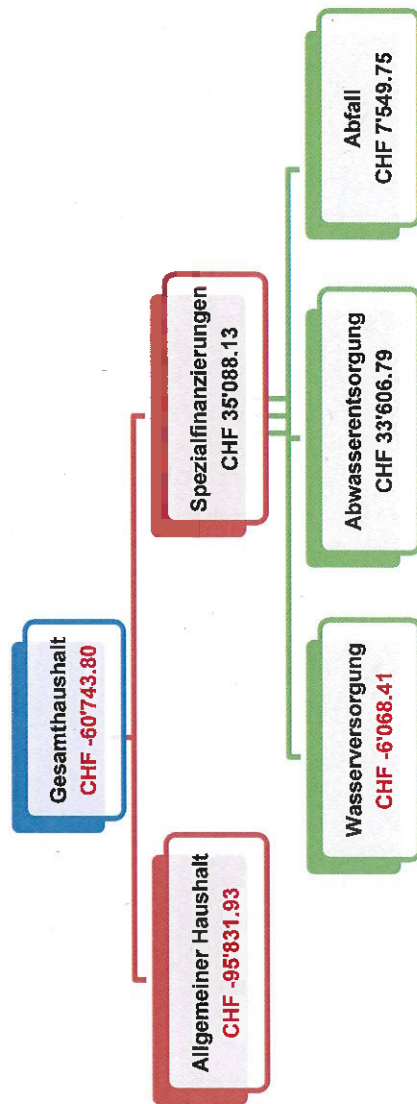 Gesamthaushalt
CHF -60'743.80
Allgemeiner Haushalt
CHF -95'831.93
Spezialfinanzierungen
CHF 35'088.13
Wasserversorgung
CHF -6'068.41
Abwasserentsorgung
CHF 33'606.79
Abfall
CHF 7'549.75